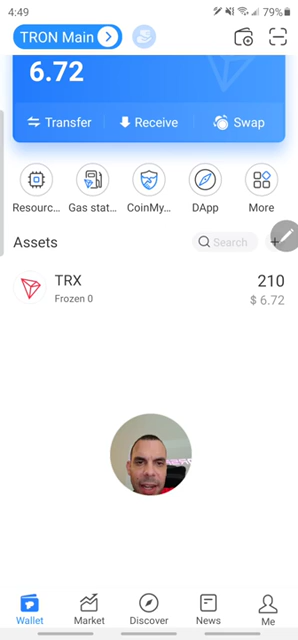 4:49
79%
TRON Main
6.72
Transfer
Receive
Swap
Resourc...
Gas stat...
CoinMy...
DApp
More
Assets
Search
TRX
210
Frozen 0
$ 6.72
Wallet
Market
Discover
News
Me